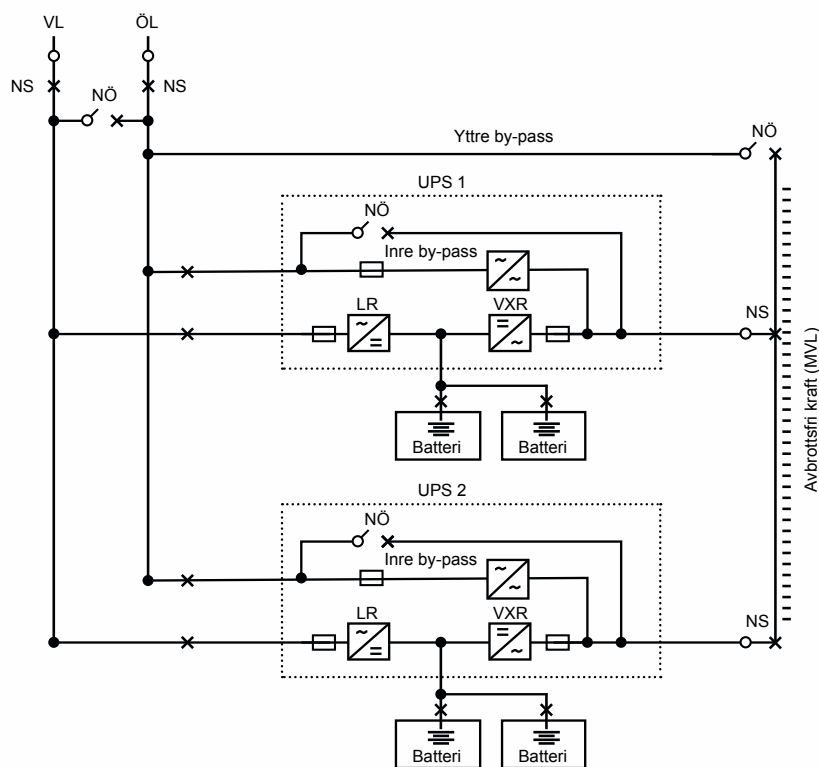 VL ÖL
NS NS
NÖ
Yttre by-pass
NÖ
UPS 1
NÖ
Inre by-pass
LR VXR
NS
Batteri Batteri
Avbrottsfri kraft (MVL)
UPS 2
NÖ
Inre by-pass
LR VXR
NS
Batteri Batteri